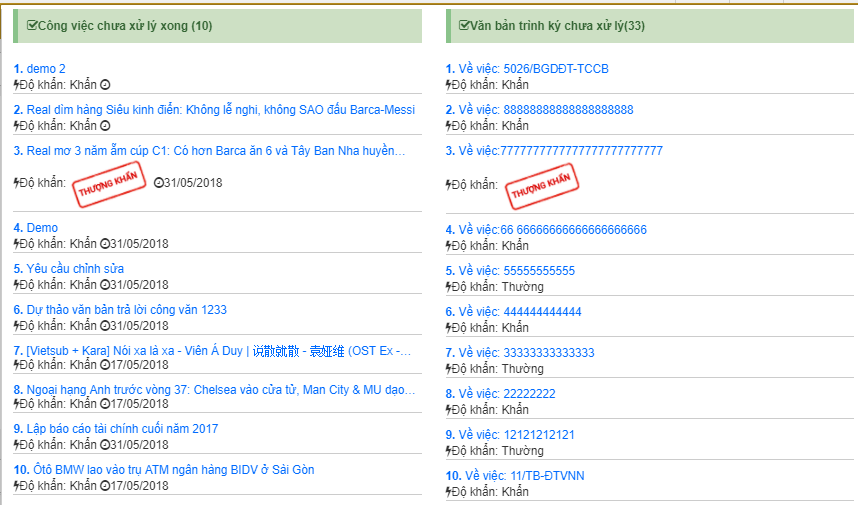 Công việc chưa xử lý xong (10)
1. demo 2
Độ khẩn: Khẩn
2. Real dìm hàng Siêu kinh điển: Không lễ nghi, không SAO đấu Barca-Messi
Độ khẩn: Khẩn
3. Real mơ 3 năm ẵm cúp C1: Có hơn Barca ăn 6 và Tây Ban Nha huyền…
Độ khẩn: THƯỢNG KHẨN 31/05/2018
4. Demo
Độ khẩn: Khẩn 31/05/2018
5. Yêu cầu chỉnh sửa
Độ khẩn: Khẩn 31/05/2018
6. Dự thảo văn bản trả lời công văn 1233
Độ khẩn: Khẩn 31/05/2018
7. [Vietsub + Kara] Nói xa là xa - Viên Á Duy | 说散就散 - 袁娅维 (OST Ex -…
Độ khẩn: Khẩn 17/05/2018
8. Ngoại hạng Anh trước vòng 37: Chelsea vào cửa tử, Man City & MU dạo…
Độ khẩn: Khẩn 17/05/2018
9. Lập báo cáo tài chính cuối năm 2017
Độ khẩn: Khẩn 31/05/2018
10. Ôtô BMW lao vào trụ ATM ngân hàng BIDV ở Sài Gòn
Độ khẩn: Khẩn 17/05/2018
Văn bản trình ký chưa xử lý(33)
1. Về việc: 5026/BGDĐT-TCCB
Độ khẩn: Khẩn
2. Về việc: 88888888888888888888
Độ khẩn: Khẩn
3. Về việc:7777777777777777777777777
Độ khẩn: THƯỢNG KHẨN
4. Về việc:66 66666666666666666666
Độ khẩn: Khẩn
5. Về việc: 55555555555
Độ khẩn: Thường
6. Về việc: 444444444444
Độ khẩn: Khẩn
7. Về việc: 33333333333333
Độ khẩn: Thường
8. Về việc: 22222222
Độ khẩn: Khẩn
9. Về việc: 12121212121
Độ khẩn: Thường
10. Về việc: 11/TB-ĐTVNN
Độ khẩn: Khẩn